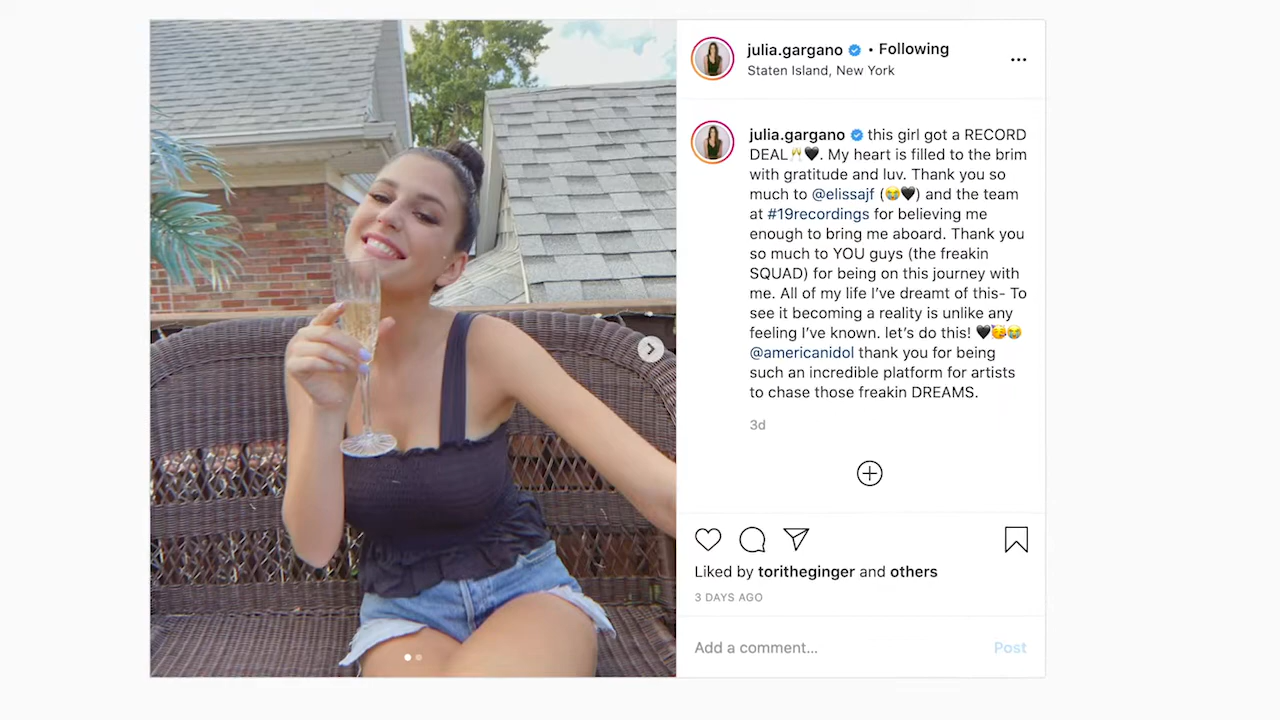 julia.gargano • Following
Staten Island, New York
julia.gargano this girl got a RECORD
DEAL🥂🖤. My heart is filled to the brim
with gratitude and luv. Thank you so
much to @elissajf (😭🖤) and the team
at #19recordings for believing me
enough to bring me aboard. Thank you
so much to YOU guys (the freakin
SQUAD) for being on this journey with
me. All of my life I’ve dreamt of this- To
see it becoming a reality is unlike any
feeling I’ve known. let’s do this! 🖤🥳😭
@americanidol thank you for being
such an incredible platform for artists
to chase those freakin DREAMS.
3d
Liked by toritheginger and others
3 DAYS AGO
Add a comment... Post